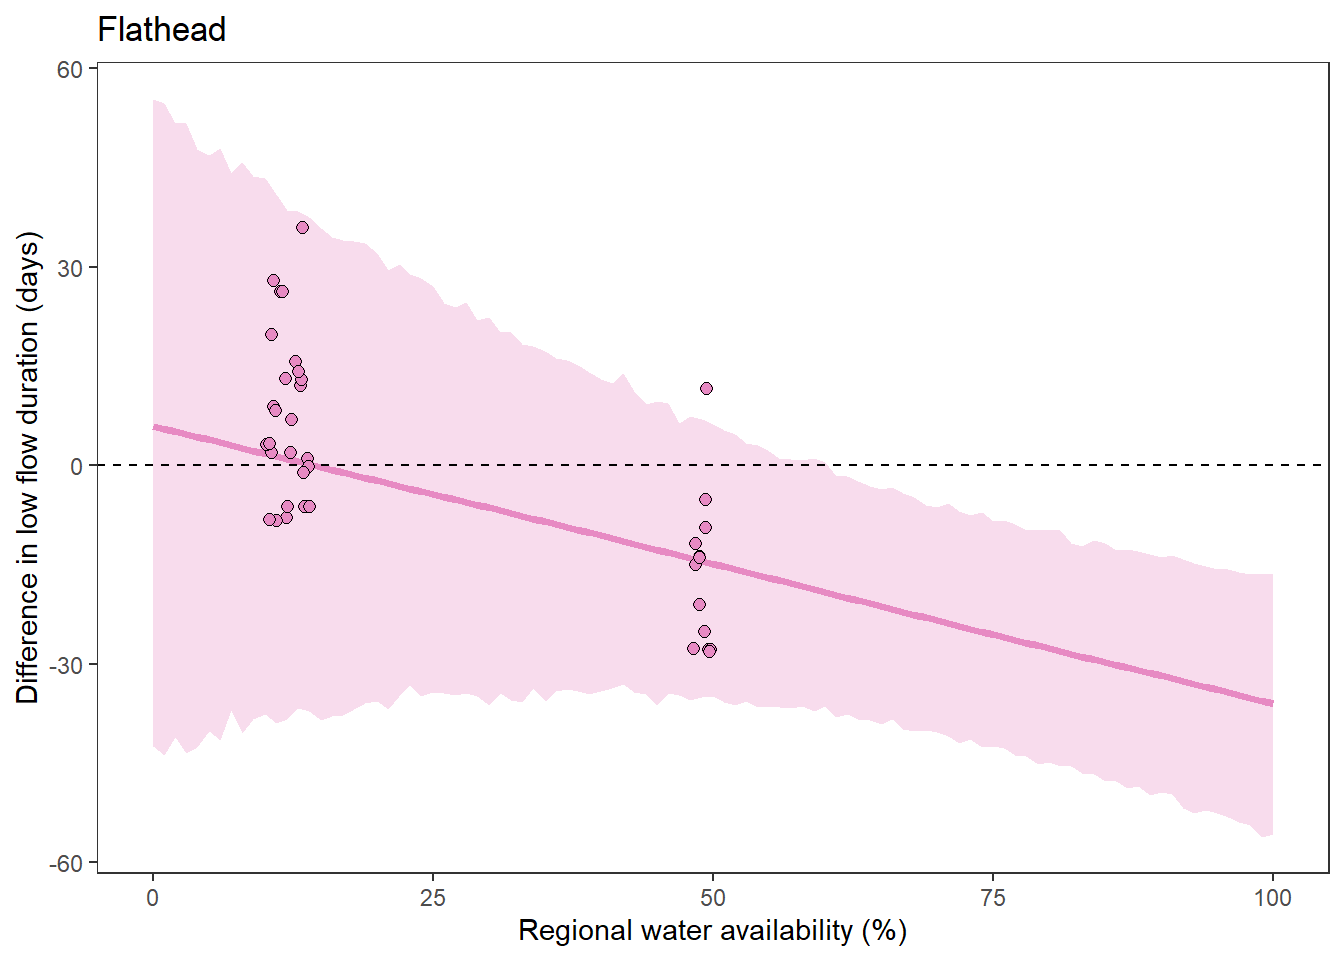 Flathead
60
30
0
-30
-60
Difference in low flow duration (days)
0 25 50 75 100
Regional water availability (%)